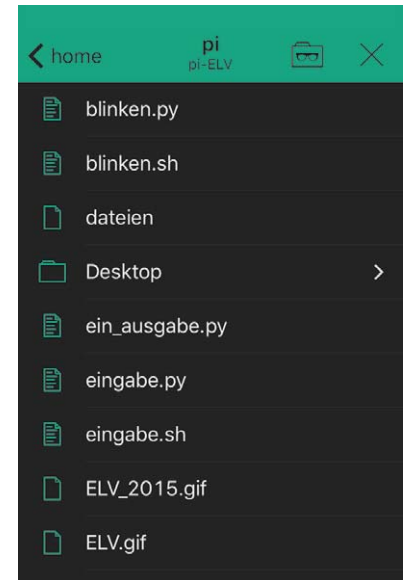 home
pi
pi-ELV
blinken.py
blinken.sh
dateien
Desktop
ein_ausgabe.py
eingabe.py
eingabe.sh
ELV_2015.gif
ELV.gif